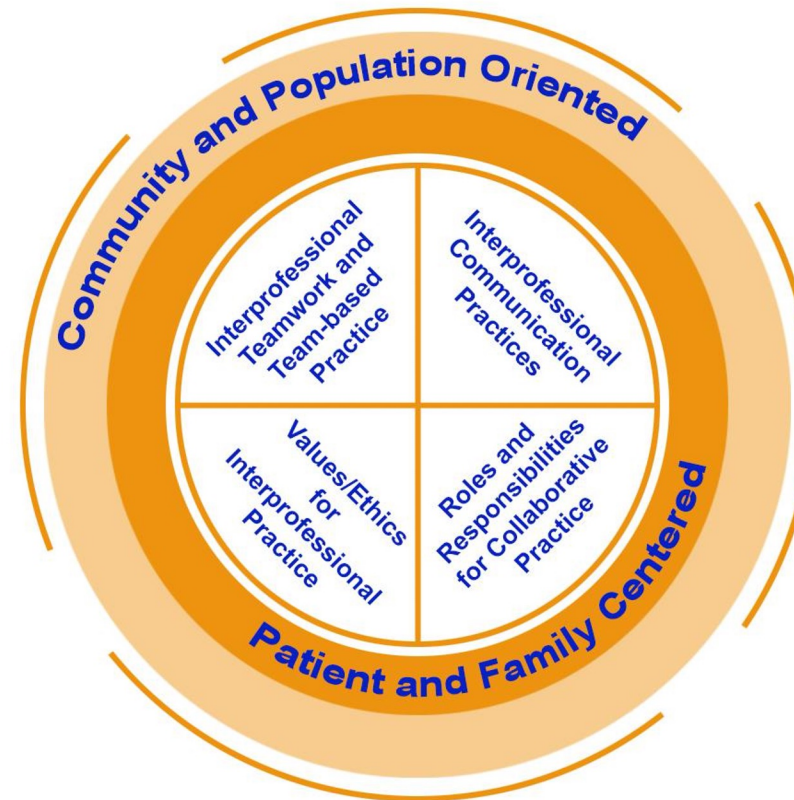 Community and Population Oriented
Interprofessional
Teamwork and
Team-based
Practice
Interprofessional
Communication
Practices
Values/Ethics
for
Interprofessional
Practice
Roles and
Responsibilities
for Collaborative
Practice
Patient and Family Centered